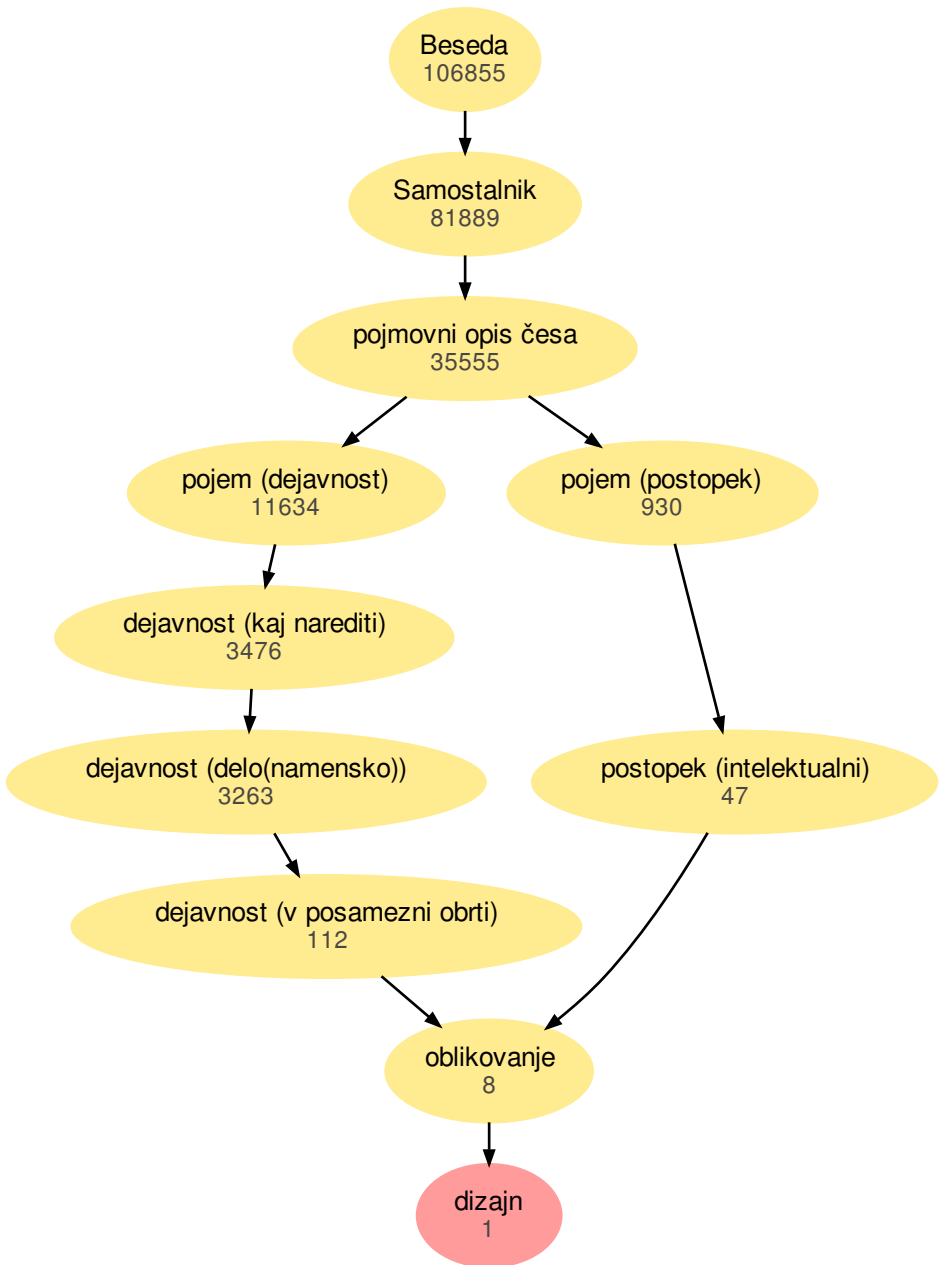 Beseda
106855
Samostalnik
81889
pojmovni opis česa
35555
pojem (dejavnost)
11634
pojem (postopek)
930
dejavnost (kaj narediti)
3476
dejavnost (delo(namensko))
3263
postopek (intelektualni)
47
dejavnost (v posamezni obrti)
112
oblikovanje
8
dizajn
1